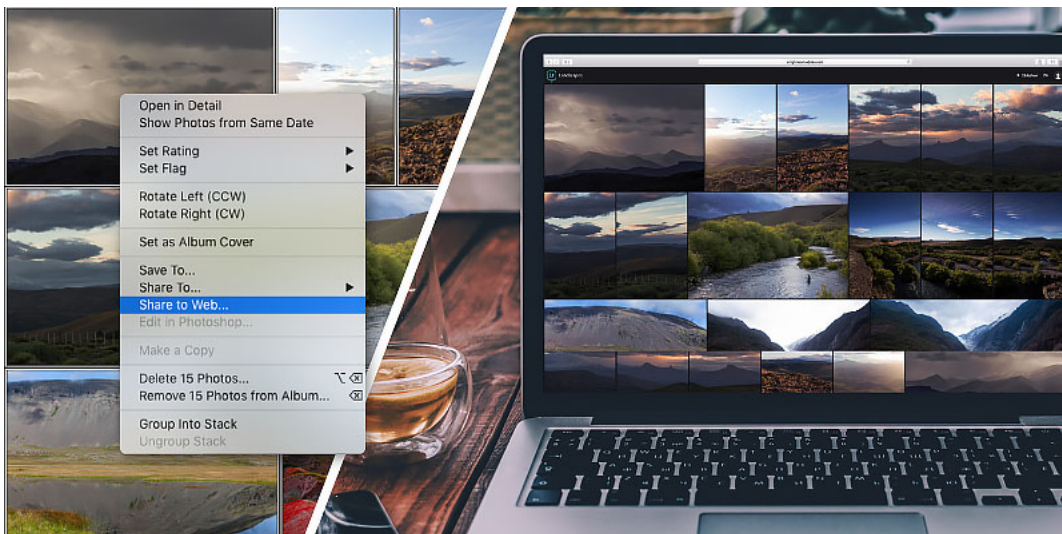 Open in Detail
Show Photos from Same Date
Set Rating
Set Flag
Rotate Left (CCW)
Rotate Right (CW)
Set as Album Cover
Save To...
Share To...
Share to Web...
Edit in Photoshop...
Make a Copy
Delete 15 Photos...
Remove 15 Photos from Album...
Group Into Stack
Ungroup Stack
Lr